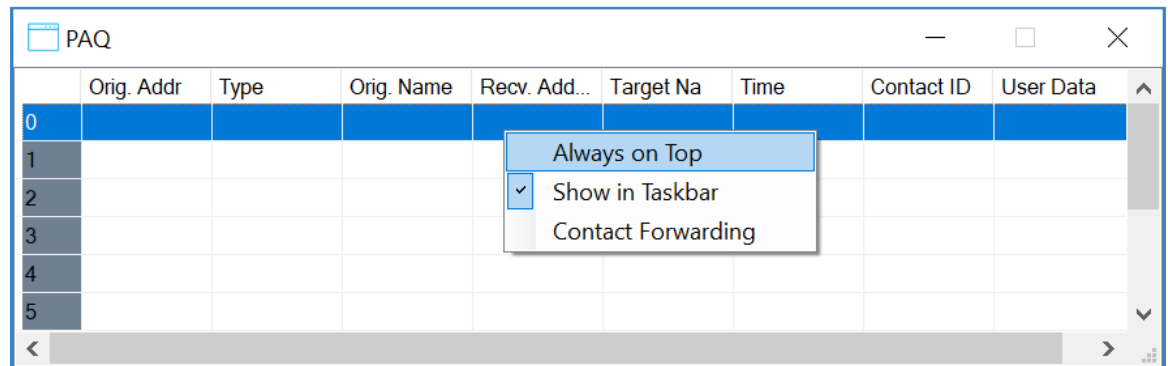 PAQ
Orig. Addr Type Orig. Name Recv. Add... Target Na Time Contact ID User Data
0
Always on Top
1
Show in Taskbar
2
Contact Forwarding
3
4
5